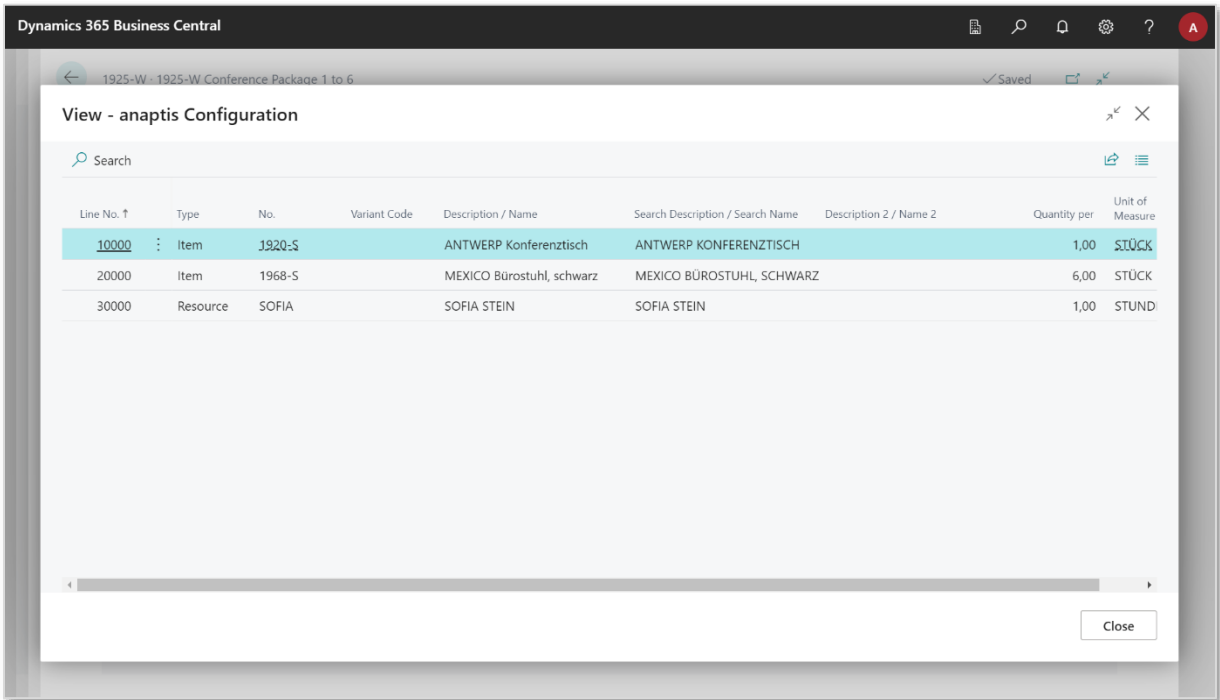 Dynamics 365 Business Central
?
A
1925-W · 1925-W Conference Package 1 to 6
Saved
View - anaptis Configuration
Search
Line No. ↑ Type No. Variant Code Description / Name Search Description / Search Name Description 2 / Name 2 Quantity per Unit of Measure
10000 Item 1920-S ANTWERP Konferenztisch ANTWERP KONFERENZTISCH 1,00 STÜCK
20000 Item 1968-S MEXICO Bürostuhl, schwarz MEXICO BÜROSTUHL, SCHWARZ 6,00 STÜCK
30000 Resource SOFIA SOFIA STEIN SOFIA STEIN 1,00 STUND
Close